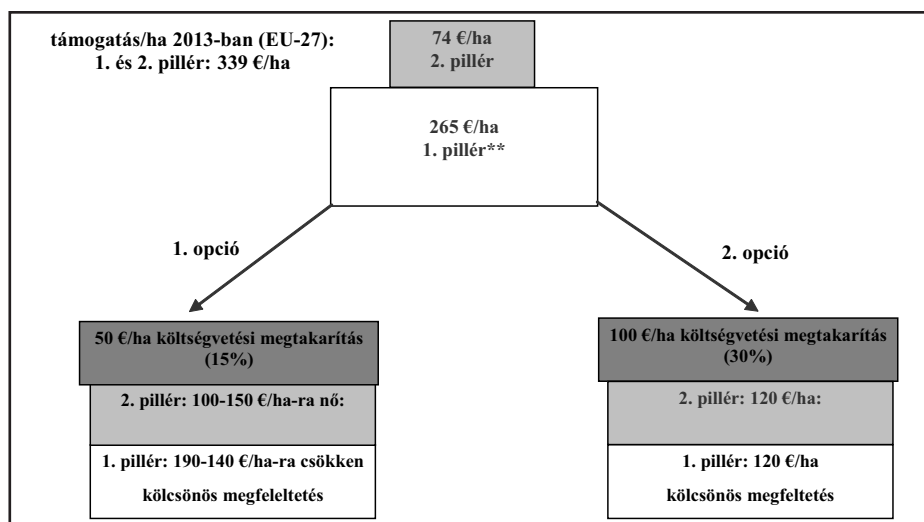 támogatás/ha 2013-ban (EU-27):
1. és 2. pillér: 339 €/ha
74 €/ha
2. pillér
265 €/ha
1. pillér**
1. opció
2. opció
50 €/ha költségvetési megtakarítás
(15%)
2. pillér: 100-150 €/ha-ra nő:
1. pillér: 190-140 €/ha-ra csökken
kölcsönös megfeleltetés
100 €/ha költségvetési megtakarítás
(30%)
2. pillér: 120 €/ha:
1. pillér: 120 €/ha
kölcsönös megfeltetés